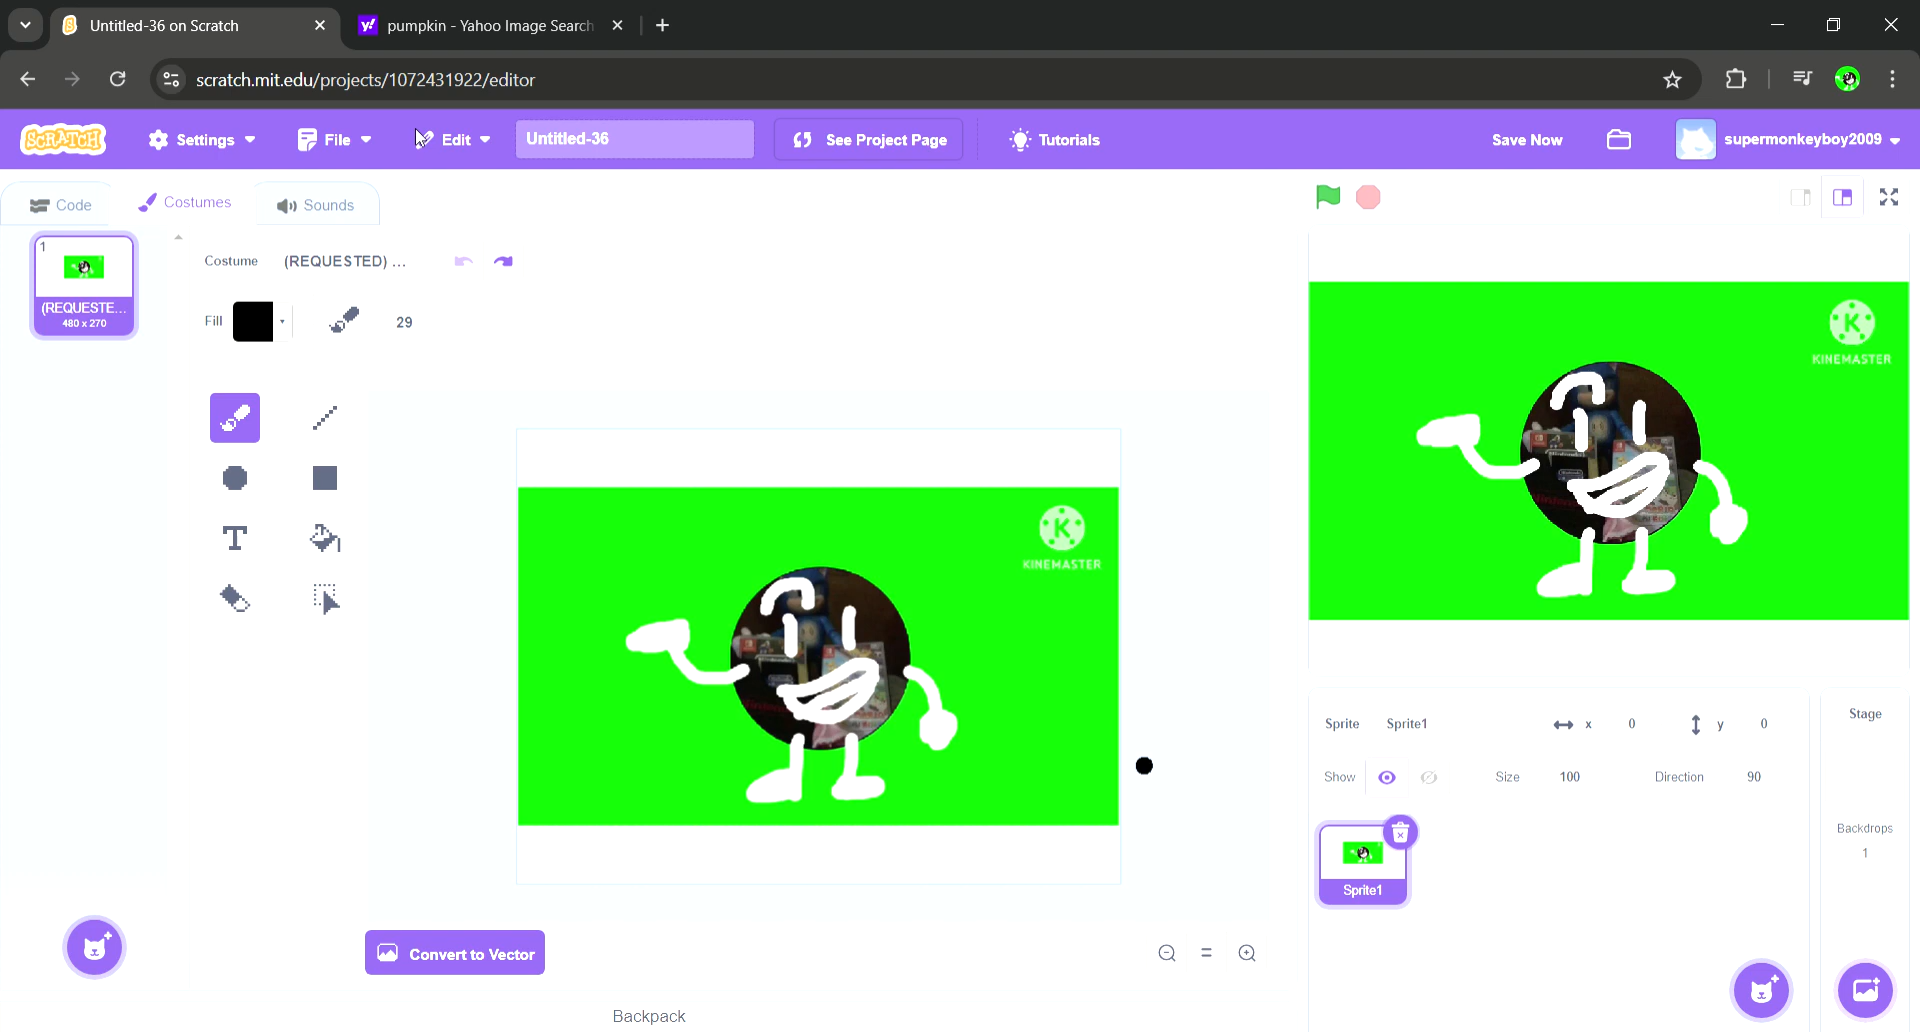 Untitled-36 on Scratch
pumpkin - Yahoo Image Search
scratch.mit.edu/projects/1072431922/editor
SCRATCH
Settings
File
Edit
Untitled-36
See Project Page
Tutorials
Save Now
supermonkeyboy2009
Code
Costumes
Sounds
1
(REQUESTE...
480 x 270
Costume
(REQUESTED) ...
Fill
29
T
K
KINEMASTER
Convert to Vector
Backpack
K
KINEMASTER
Sprite
Sprite1
x
0
y
0
Show
Size
100
Direction
90
Sprite1
Stage
Backdrops
1